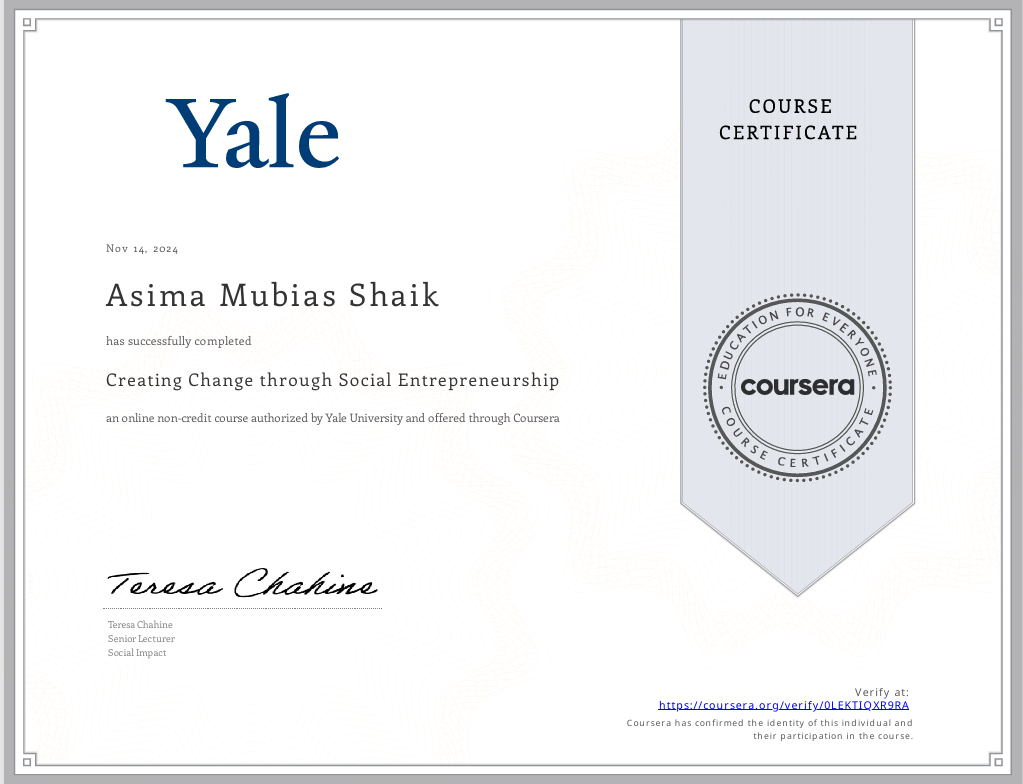 Yale
COURSE
CERTIFICATE
Nov 14, 2024
Asima Mubias Shaik
has successfully completed
Creating Change through Social Entrepreneurship
an online non-credit course authorized by Yale University and offered through Coursera
EDUCATION FOR EVERYONE
coursera
COURSE CERTIFICATE
Teresa Chahine
Teresa Chahine
Senior Lecturer
Social Impact
Verify at:
https://coursera.org/verify/0LEKTIQXR9RA
Coursera has confirmed the identity of this individual and
their participation in the course.